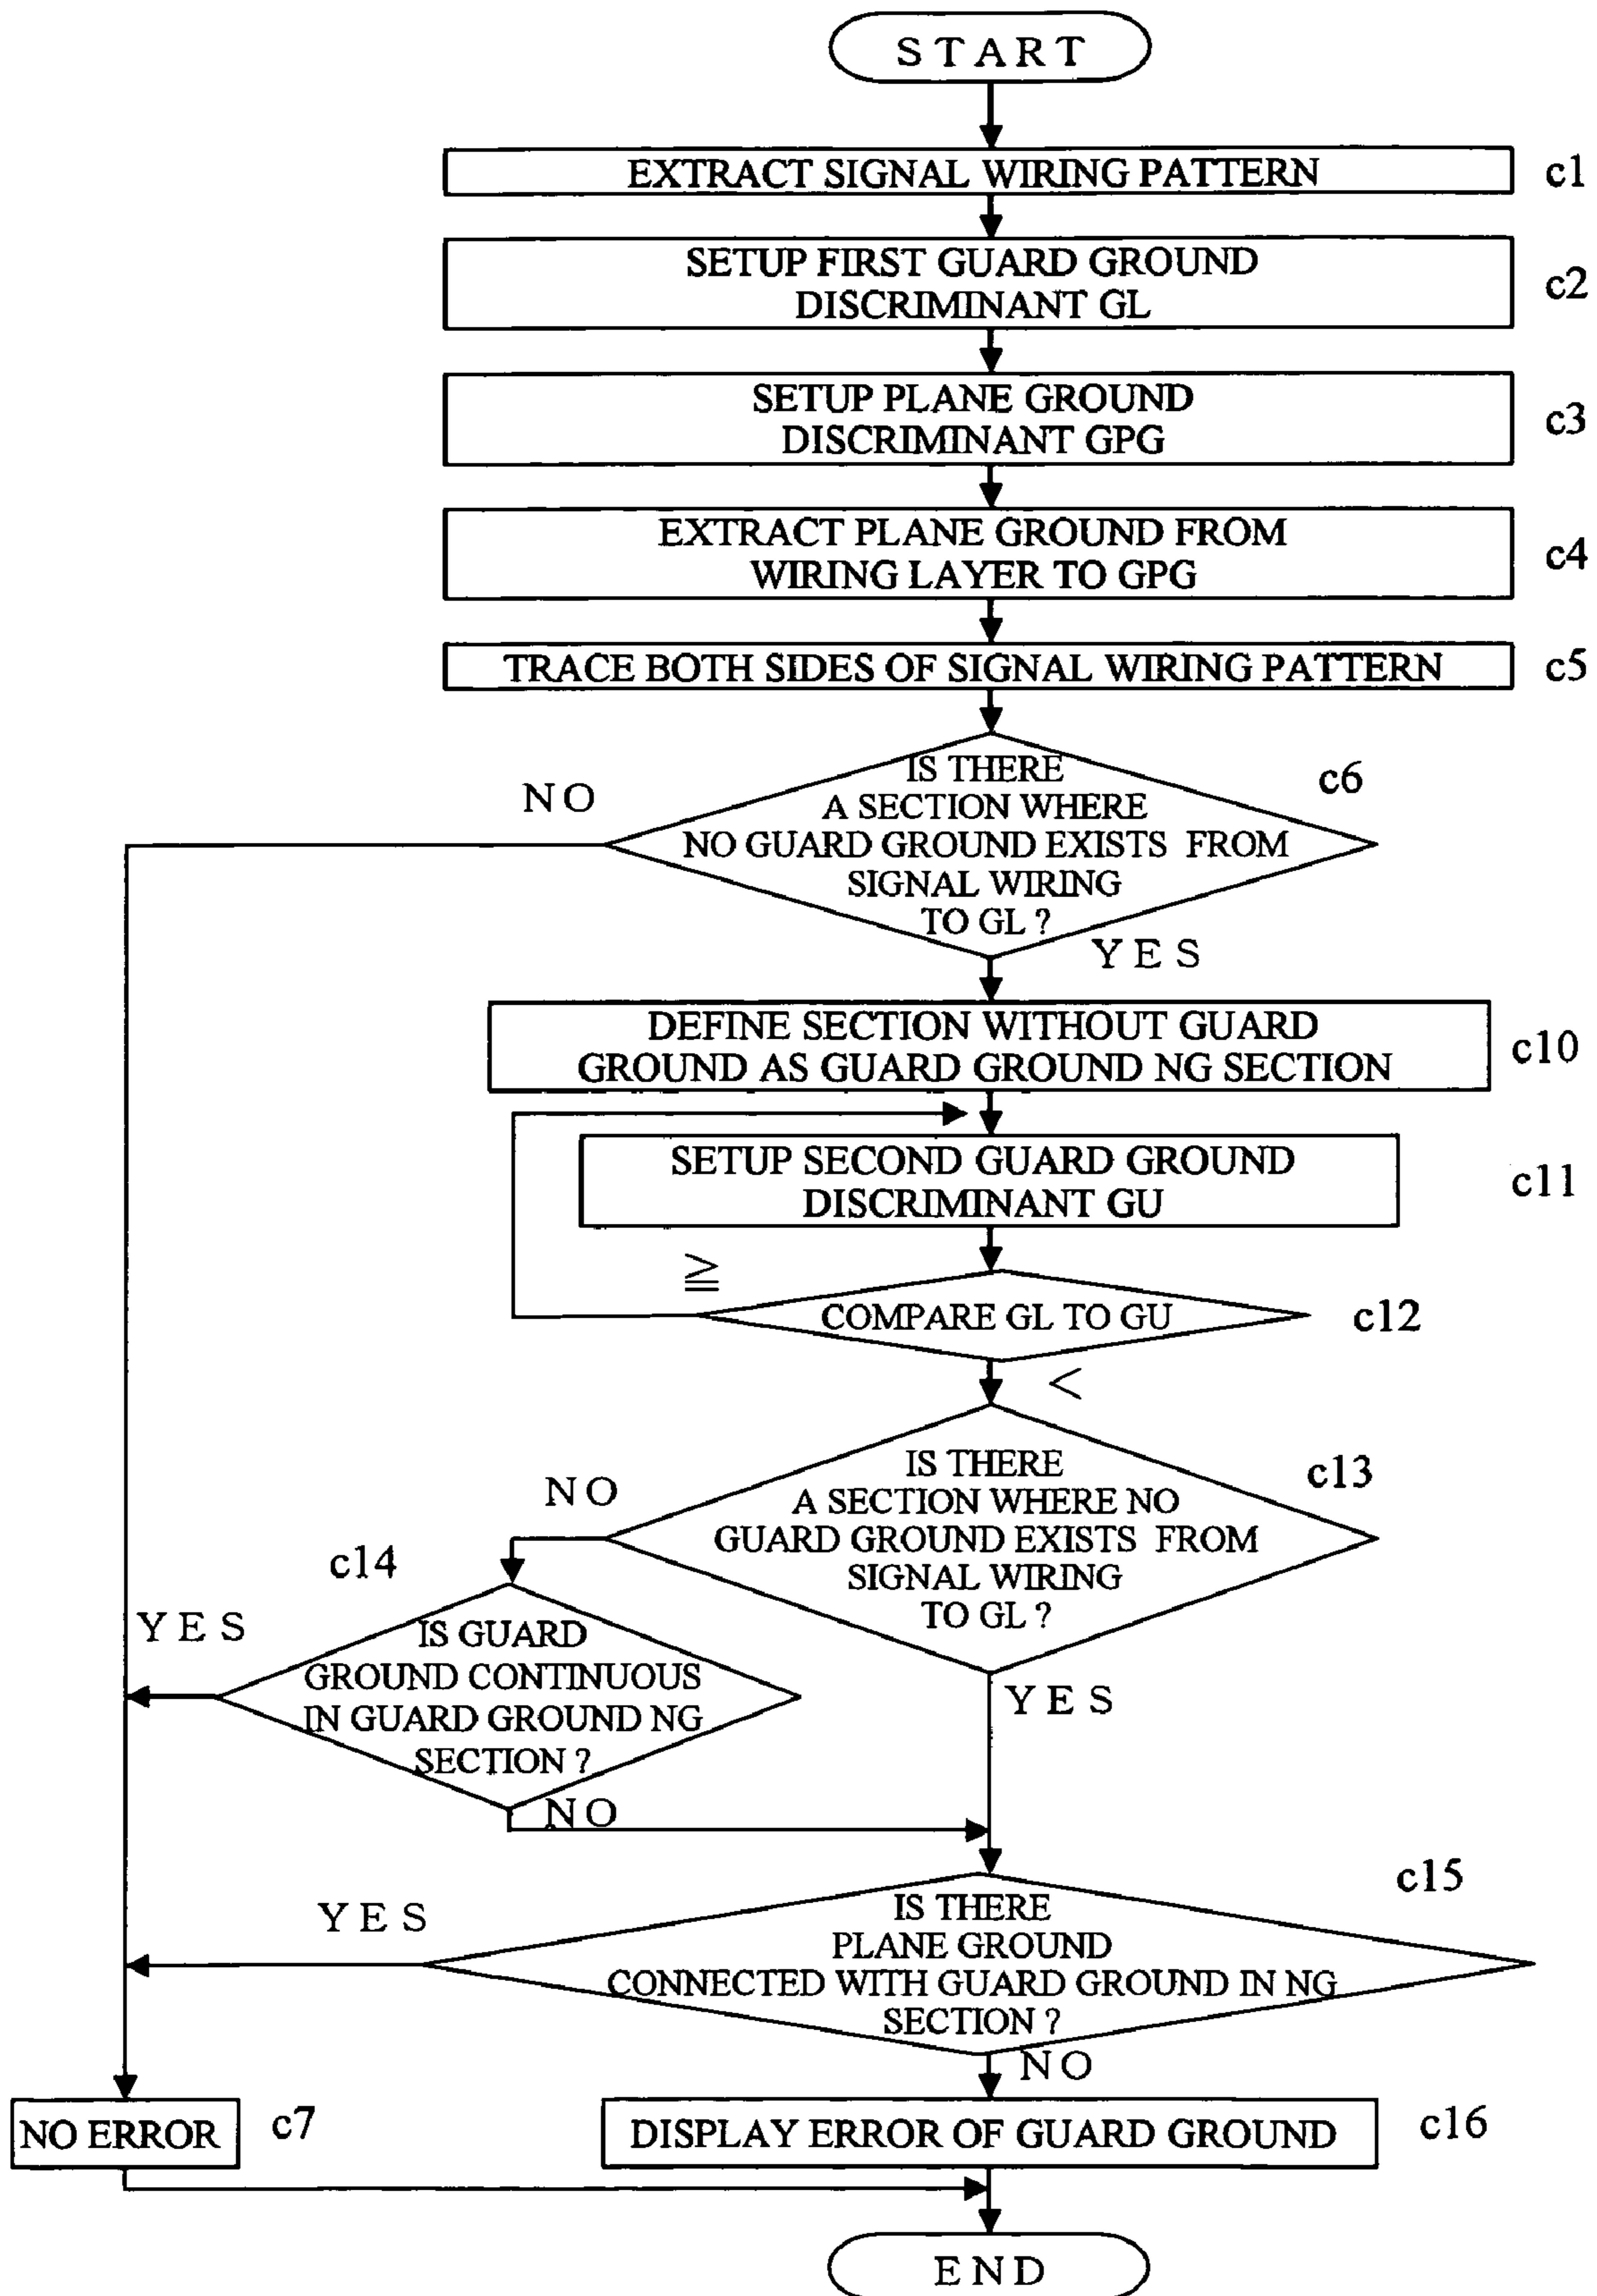 START
EXTRACT SIGNAL WIRING PATTERN
c1
SETUP FIRST GUARD GROUND
DISCRIMINANT GL
c2
SETUP PLANE GROUND
DISCRIMINANT GPG
c3
EXTRACT PLANE GROUND FROM
WIRING LAYER TO GPG
c4
TRACE BOTH SIDES OF SIGNAL WIRING PATTERN
c5
IS THERE
A SECTION WHERE
NO GUARD GROUND EXISTS FROM
SIGNAL WIRING
TO GL ?
c6
NO
YES
DEFINE SECTION WITHOUT GUARD
GROUND AS GUARD GROUND NG SECTION
c10
SETUP SECOND GUARD GROUND
DISCRIMINANT GU
c11
≧
COMPARE GL TO GU
c12
<
IS THERE
A SECTION WHERE NO
GUARD GROUND EXISTS FROM
SIGNAL WIRING
TO GL ?
c13
NO
YES
c14
IS GUARD
GROUND CONTINUOUS
IN GUARD GROUND NG
SECTION ?
YES
NO
c15
IS THERE
PLANE GROUND
CONNECTED WITH GUARD GROUND IN NG
SECTION ?
YES
NO
NO ERROR
c7
DISPLAY ERROR OF GUARD GROUND
c16
END